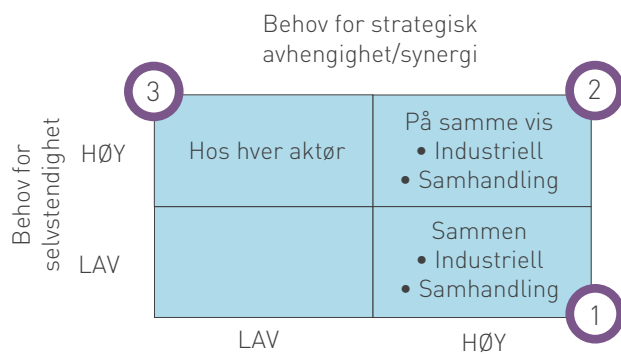 Behov for strategisk
avhengighet/synergi
3
2
Behov for
selvstendighet
HØY
Hos hver aktør
På samme vis
• Industriell
• Samhandling
LAV
Sammen
• Industriell
• Samhandling
1
LAV
HØY